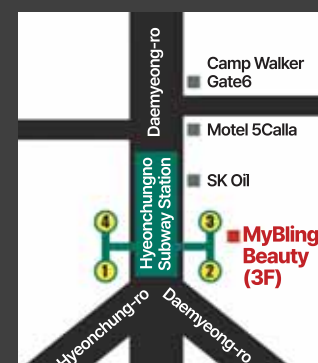 Daemyeong-ro
Camp Walker
Gate6
Motel 5Calla
Hyeonchungno
Subway Station
SK Oil
4
3
MyBling
Beauty
(3F)
1
2
Hyeonchung-ro
Daemyeong-ro